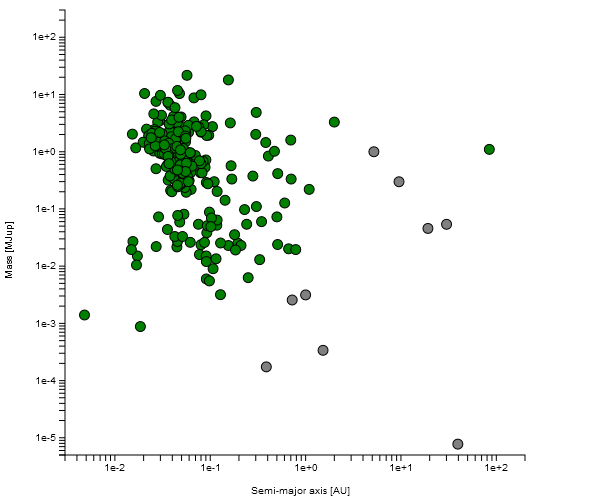 1e+2
1e+1
1e+0
1e-1
1e-2
1e-3
1e-4
1e-5
Mass [MJup]
1e-2 1e-1 1e+0 1e+1 1e+2
Semi-major axis [AU]